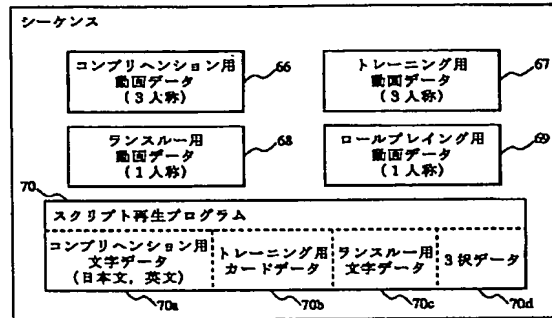 シーケンス
コンプリヘンション用
動画データ
(3人称)
66
トレーニング用
動画データ
(3人称)
67
ランスルー用
動画データ
(1人称)
68
ロールプレイング用
動画データ
(1人称)
69
70
スクリプト再生プログラム
コンプリヘンション用
文字データ
(日本文,英文)
トレーニング用
カードデータ
ランスルー用
文字データ
3択データ
70a
70b
70c
70d